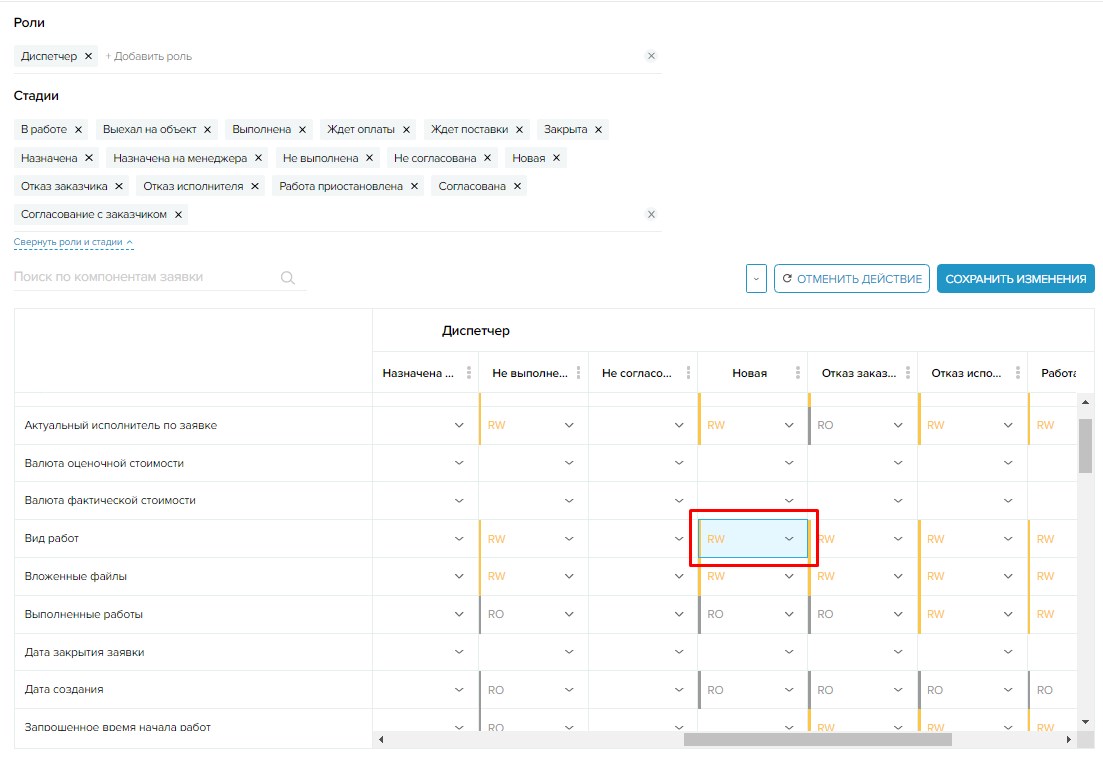 Роли
Диспетчер × + Добавить роль ×
Стадии
В работе × Выехал на объект × Выполнена × Ждет оплаты × Ждет поставки × Закрыта ×
Назначена × Назначена на менеджера × Не выполнена × Не согласована × Новая ×
Отказ заказчика × Отказ исполнителя × Работа приостановлена × Согласована ×
Согласование с заказчиком × ×
Свернуть роли и стадии
Поиск по компонентам заявки ОТМЕНИТЬ ДЕЙСТВИЕ СОХРАНИТЬ ИЗМЕНЕНИЯ
Диспетчер
Назначена ... Не выполне... Не согласо... Новая Отказ заказ... Отказ испо... Работа
Актуальный исполнитель по заявке RW RW RO RW RW
Валюта оценочной стоимости
Валюта фактической стоимости
Вид работ RW RW RW RW RW
Вложенные файлы RW RW RW RW RW
Выполненные работы RO RO RO RW RW
Дата закрытия заявки
Дата создания RO RO RO RO RO
Запрошенное время начала работ RO RW RW RW